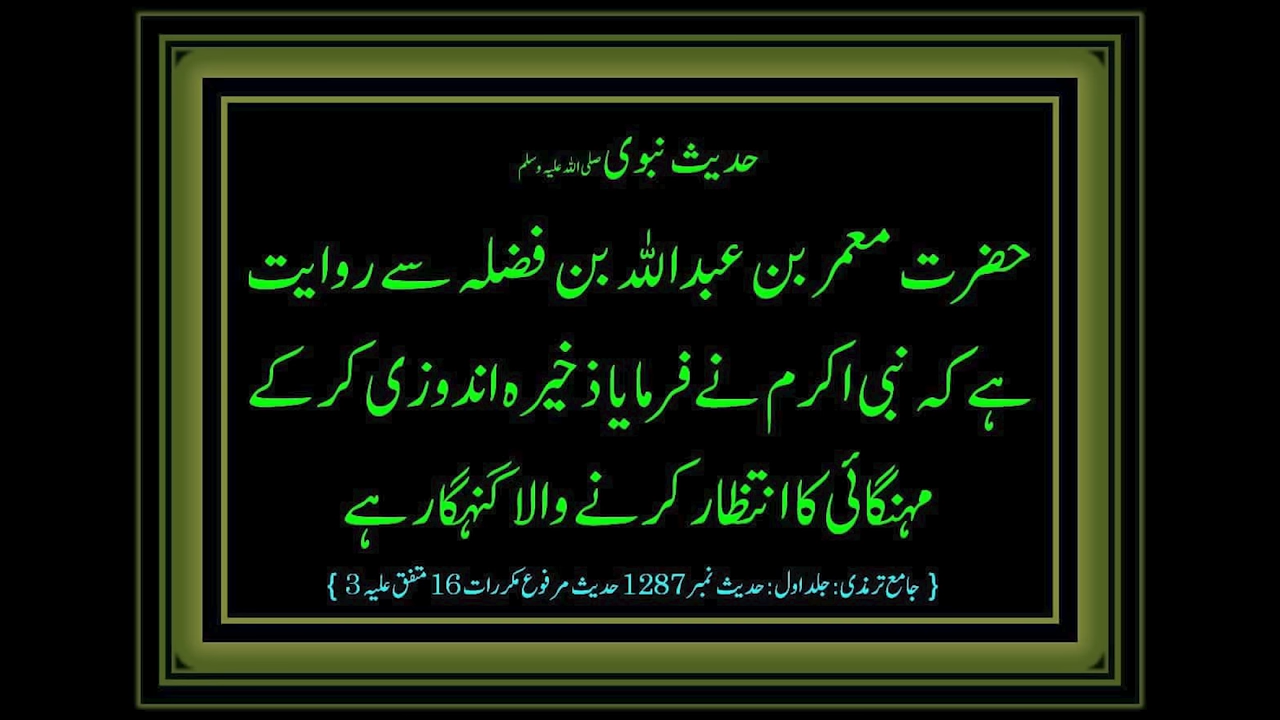 حدیث نبوی صلی اللہ علیہ وسلم
حضرت معمر بن عبداللہ بن فضلہ سے روایت
ہے کہ نبی اکرم نے فرمایا ذخیرہ اندوزی کر کے
مہنگائی کا انتظار کرنے والا گنہگار ہے
{ جامع ترمذی: جلد اول: حدیث نمبر 1287 حدیث مرفوع مکررات 16 متفق علیہ 3 }